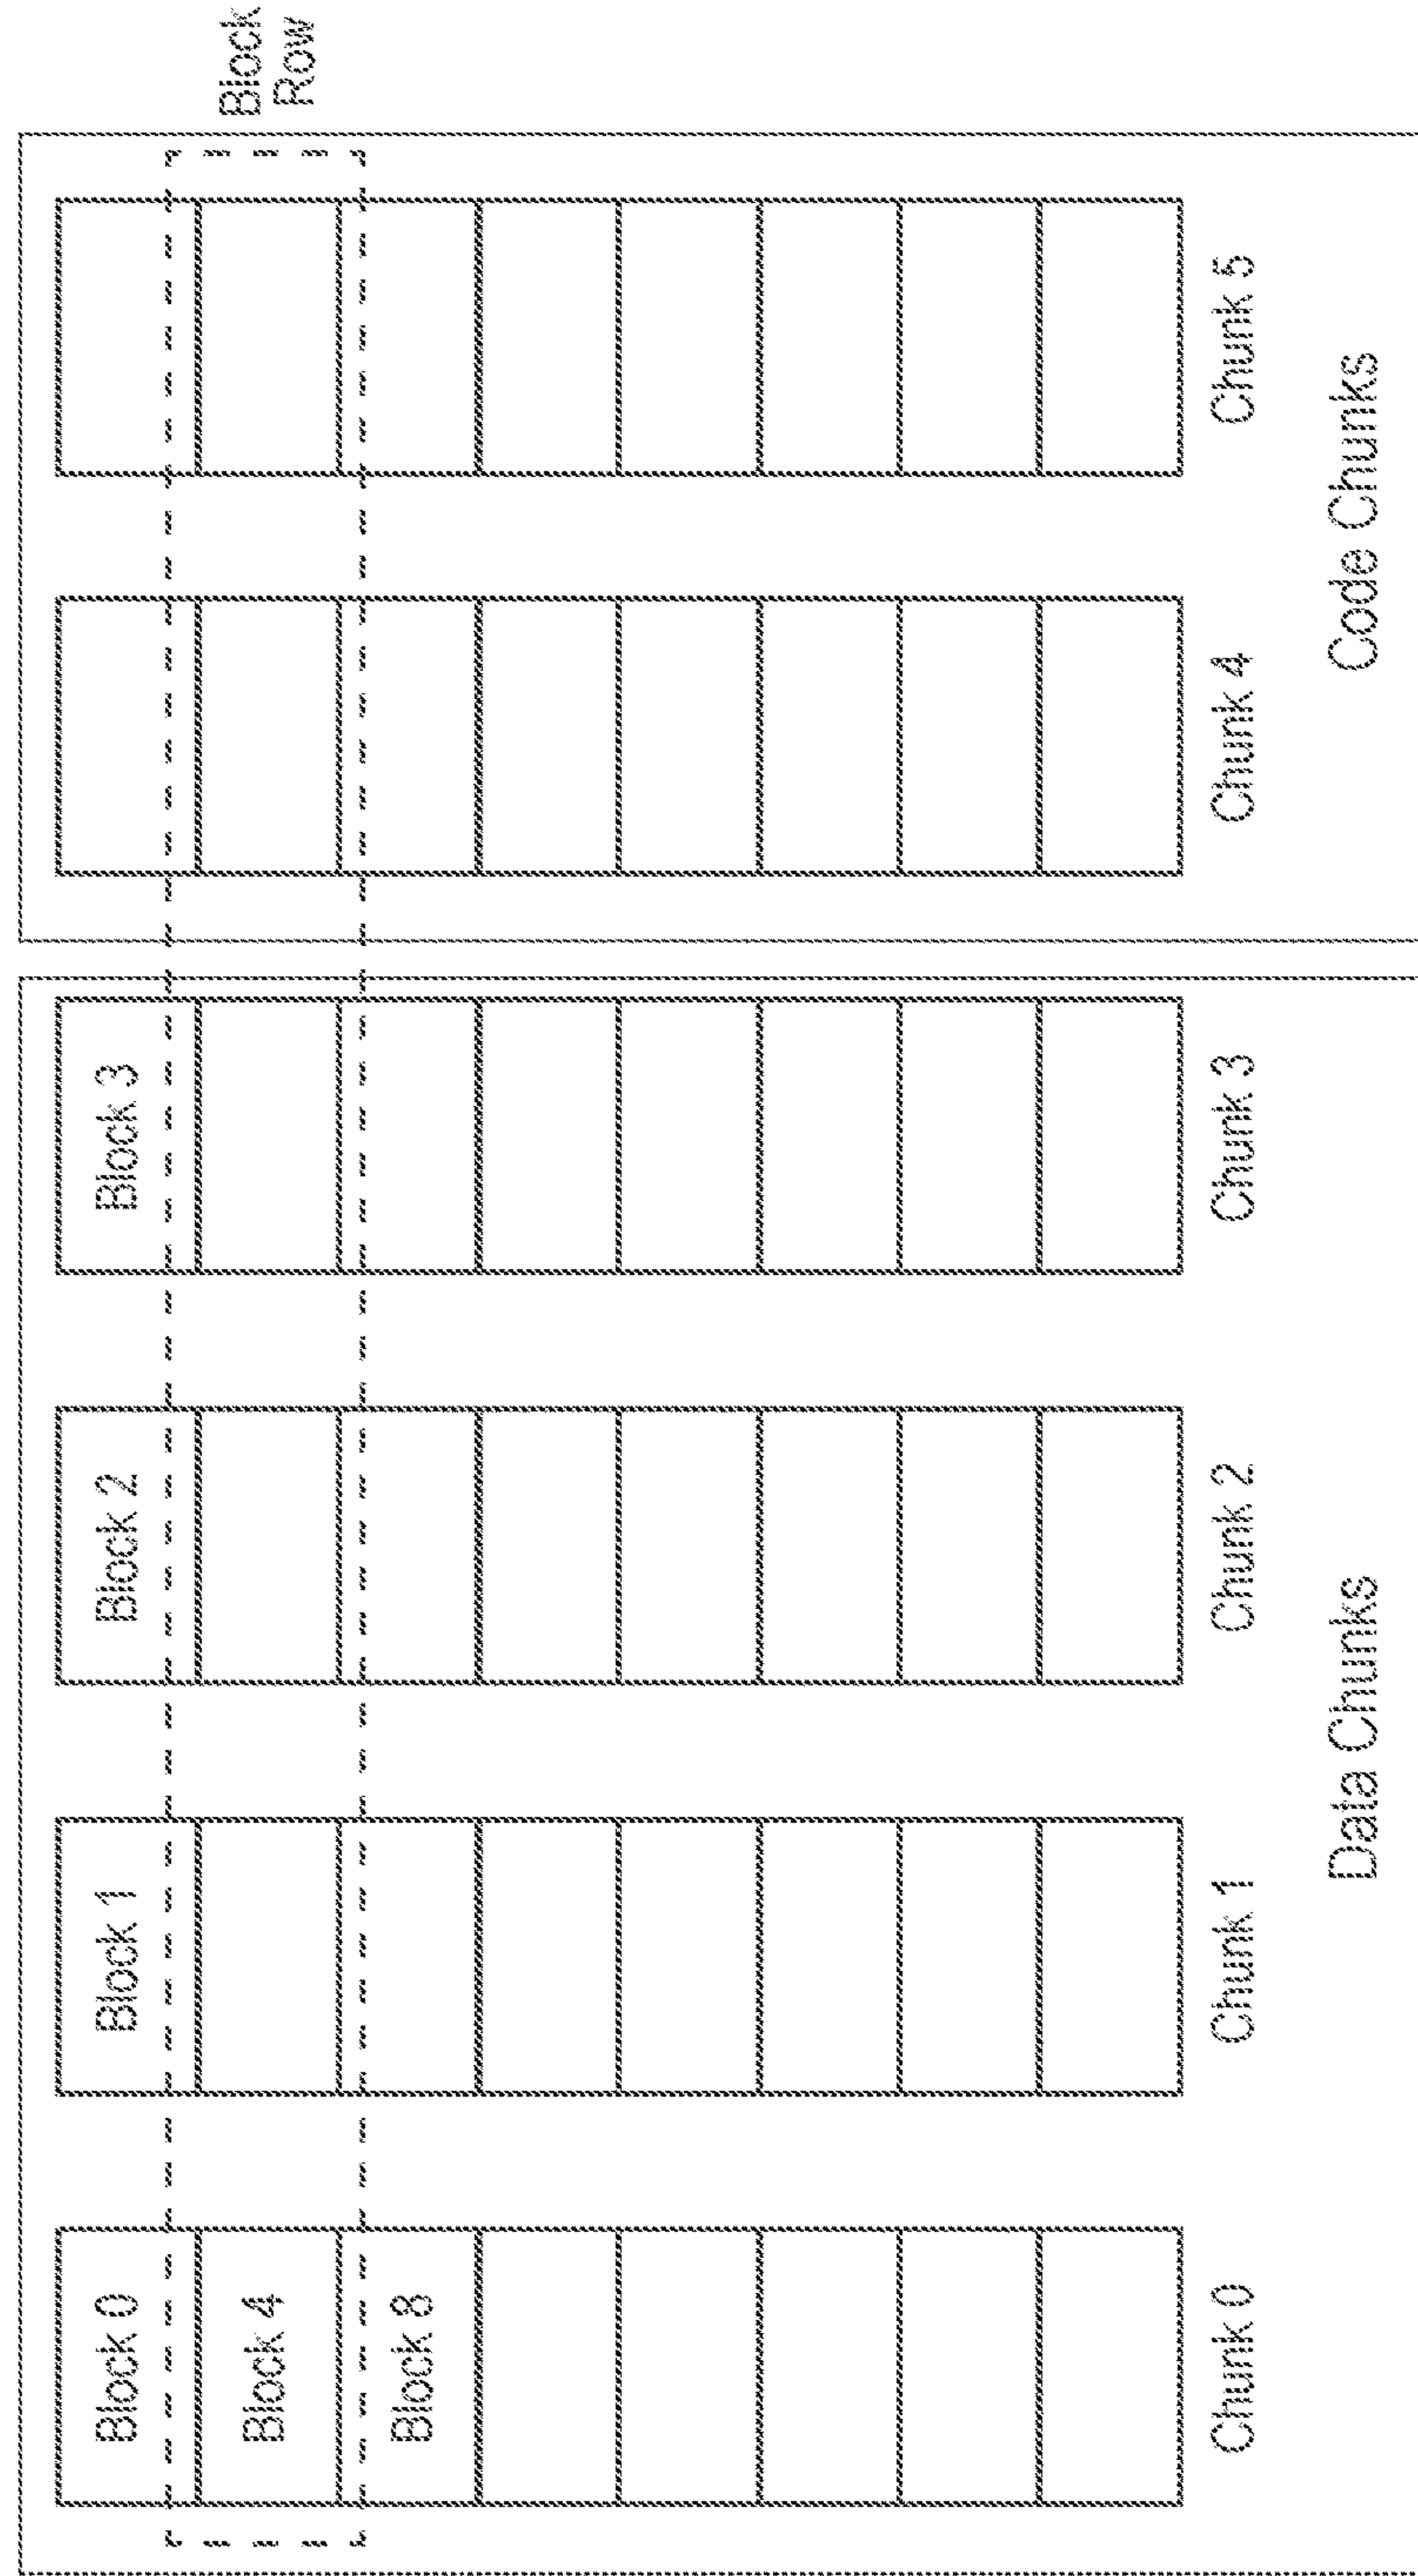 Block 0
Block 1
Block 2
Block 3
Block 4
Block 8
Block
Row
Chunk 0
Chunk 1
Chunk 2
Chunk 3
Chunk 4
Chunk 5
Data Chunks
Code Chunks